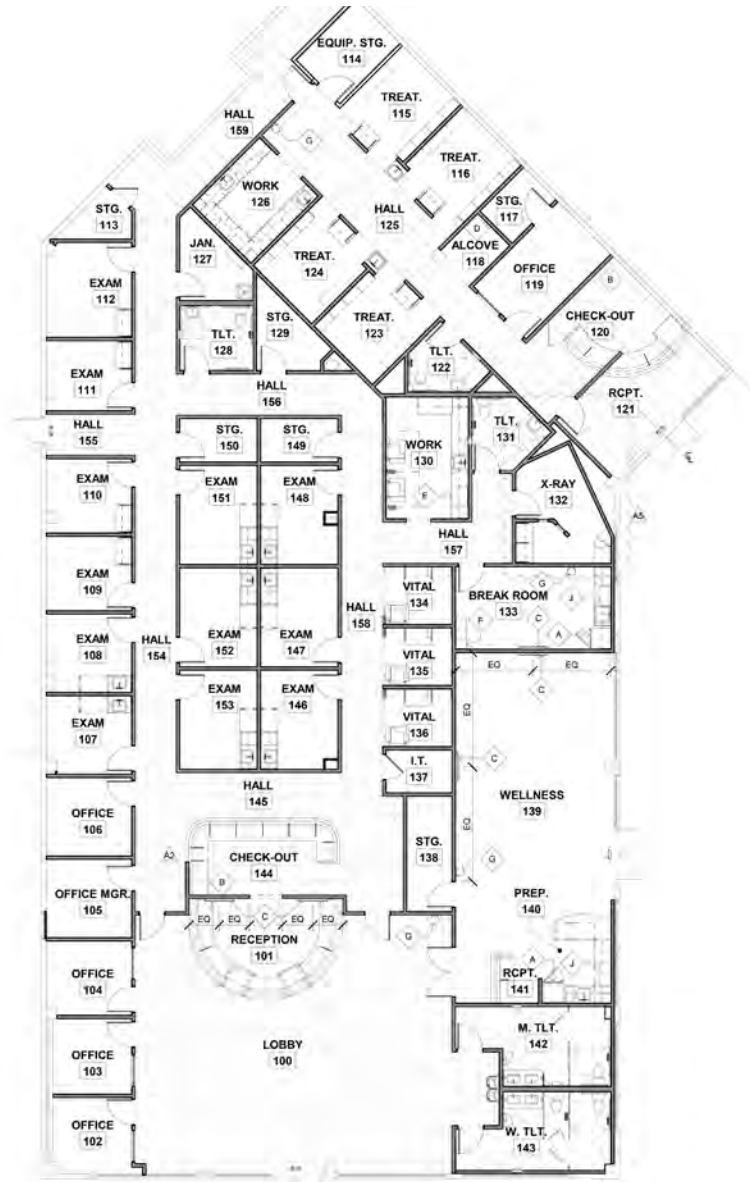 EQUIP. STG.
114
TREAT.
115
HALL
159
G
TREAT.
116
WORK
126
STG.
117
STG.
113
HALL
125
D
ALCOVE
118
JAN.
127
TREAT.
124
OFFICE
119
B
EXAM
112
CHECK-OUT
120
STG.
129
TREAT.
123
TLT.
128
TLT.
122
EXAM
111
HALL
156
RCPT.
121
HALL
155
STG.
150
STG.
149
WORK
130
TLT.
131
EXAM
110
EXAM
151
EXAM
148
E
X-RAY
132
A5
HALL
157
EXAM
109
VITAL
134
G
BREAK ROOM
133
J
F
C
A
HALL
158
EXAM
108
HALL
154
EXAM
152
EXAM
147
VITAL
135
EQ
EQ
C
EXAM
153
EXAM
146
VITAL
136
EQ
EXAM
107
C
I.T.
137
HALL
145
WELLNESS
139
OFFICE
106
EQ
STG.
138
A2
CHECK-OUT
144
G
B
OFFICE MGR.
105
PREP.
140
EQ
EQ
C
EQ
EQ
RECEPTION
101
G
A
J
RCPT.
141
OFFICE
104
M. TLT.
142
LOBBY
100
OFFICE
103
OFFICE
102
W. TLT.
143